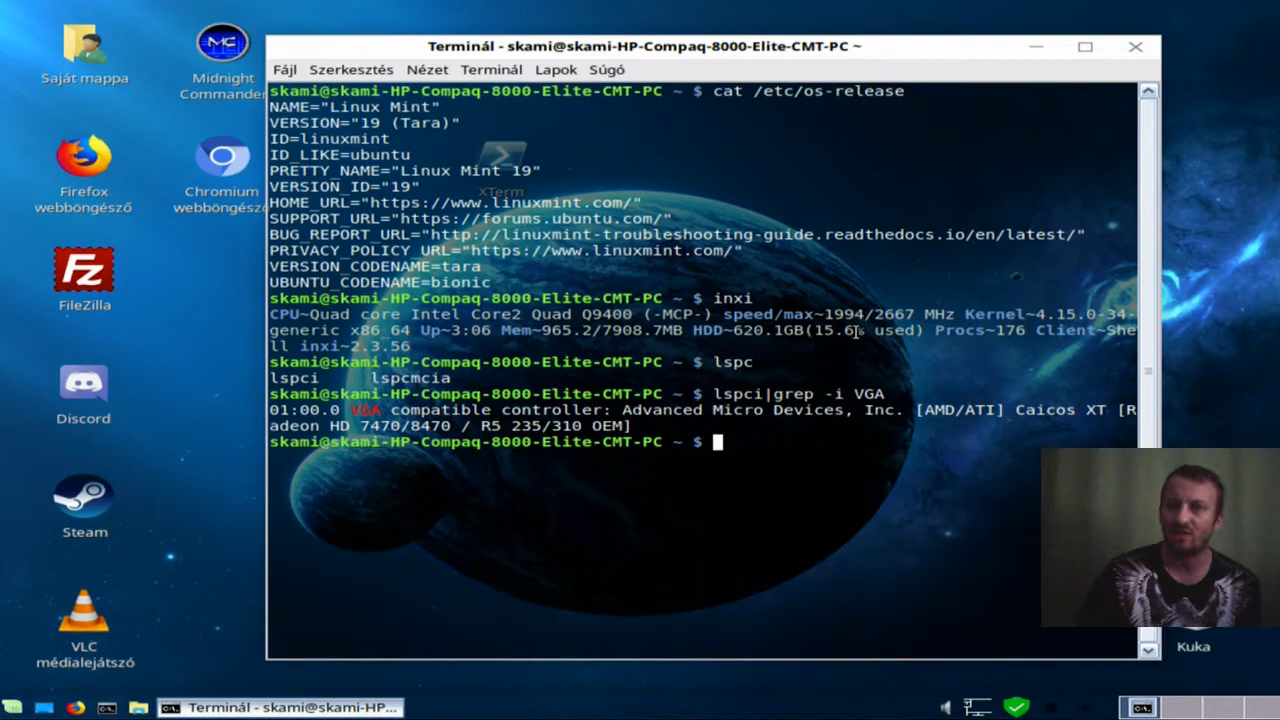 Terminál - skami@skami-HP-Compaq-8000-Elite-CMT-PC ~
Fájl Szerkesztés Nézet Terminál Lapok Súgó
skami@skami-HP-Compaq-8000-Elite-CMT-PC ~ $ cat /etc/os-release
NAME="Linux Mint"
VERSION="19 (Tara)"
ID=linuxmint
ID_LIKE=ubuntu
PRETTY_NAME="Linux Mint 19"
VERSION_ID="19"
HOME_URL="https://www.linuxmint.com/"
SUPPORT_URL="https://forums.ubuntu.com/"
BUG_REPORT_URL="http://linuxmint-troubleshooting-guide.readthedocs.io/en/latest/"
PRIVACY_POLICY_URL="https://www.linuxmint.com/"
VERSION_CODENAME=tara
UBUNTU_CODENAME=bionic
skami@skami-HP-Compaq-8000-Elite-CMT-PC ~ $ inxi
CPU~Quad core Intel Core2 Quad Q9400 (-MCP-) speed/max~1994/2667 MHz Kernel~4.15.0-34-
generic x86_64 Up~3:06 Mem~965.2/7908.7MB HDD~620.1GB(15.6% used) Procs~176 Client~She
ll inxi~2.3.56
skami@skami-HP-Compaq-8000-Elite-CMT-PC ~ $ lspc
lspci lspcmcia
skami@skami-HP-Compaq-8000-Elite-CMT-PC ~ $ lspci|grep -i VGA
01:00.0 VGA compatible controller: Advanced Micro Devices, Inc. [AMD/ATI] Caicos XT [R
adeon HD 7470/8470 / R5 235/310 OEM]
skami@skami-HP-Compaq-8000-Elite-CMT-PC ~ $
XTerm
Saját mappa
Midnight
Commander
Firefox
webböngésző
Chromium
webböngésző
FileZilla
Discord
Steam
VLC
médialejátszó
Kuka
Terminál - skami@skami-HP...